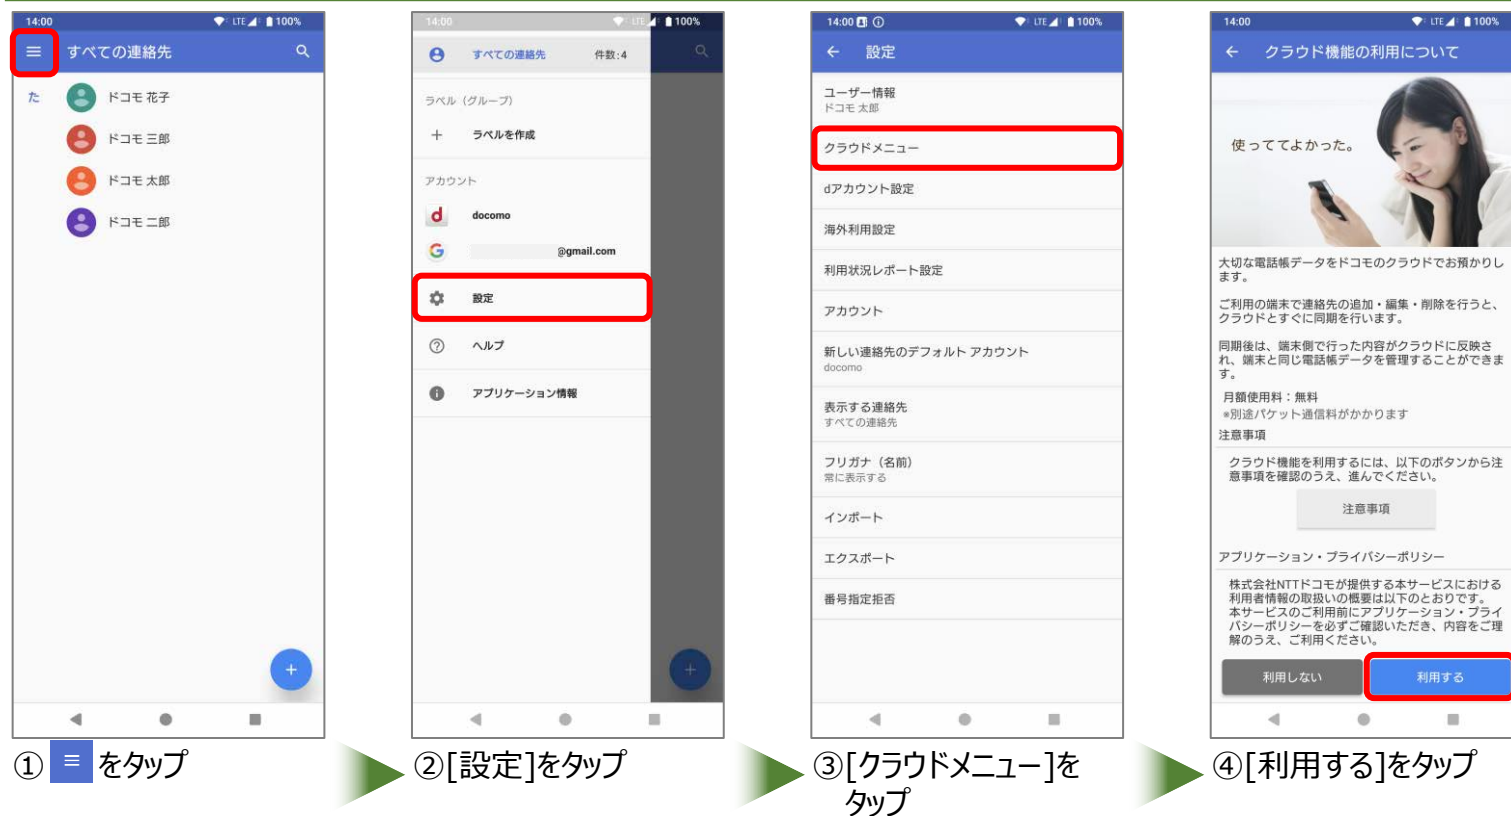 14:00 LTE 100%
すべての連絡先
た ドコモ 花子
ドコモ 三郎
ドコモ 太郎
ドコモ 二郎
+
① ≡ をタップ
14:00 LTE 100%
すべての連絡先 件数:4
ラベル（グループ）
+ ラベルを作成
アカウント
d docomo
G @gmail.com
設定
? ヘルプ
アプリケーション情報
+
②[設定]をタップ
14:00 LTE 100%
← 設定
ユーザー情報
ドコモ 太郎
クラウドメニュー
dアカウント設定
海外利用設定
利用状況レポート設定
アカウント
新しい連絡先のデフォルト アカウント
docomo
表示する連絡先
すべての連絡先
フリガナ（名前）
常に表示する
インポート
エクスポート
番号指定拒否
③[クラウドメニュー]を
タップ
14:00 LTE 100%
← クラウド機能の利用について
使っててよかった。
大切な電話帳データをドコモのクラウドでお預かりし
ます。
ご利用の端末で連絡先の追加・編集・削除を行うと、
クラウドとすぐに同期を行います。
同期後は、端末側で行った内容がクラウドに反映さ
れ、端末と同じ電話帳データを管理することができま
す。
月額使用料：無料
※別途パケット通信料がかかります
注意事項
クラウド機能を利用するには、以下のボタンから注
意事項を確認のうえ、進んでください。
注意事項
アプリケーション・プライバシーポリシー
株式会社NTTドコモが提供する本サービスにおける
利用者情報の取扱いの概要は以下のとおりです。
本サービスのご利用前にアプリケーション・プライ
バシーポリシーを必ずご確認いただき、内容をご理
解のうえ、ご利用ください。
利用しない 利用する
④[利用する]をタップ